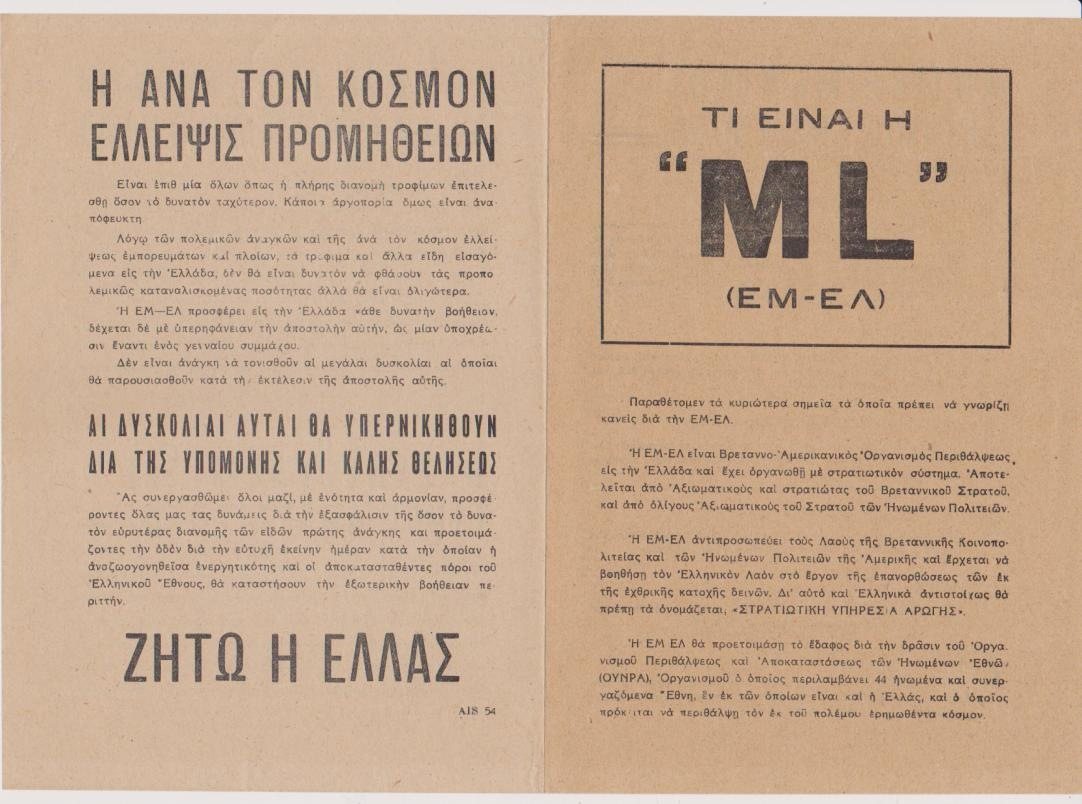 Η ΑΝΑ ΤΟΝ ΚΟΣΜΟΝ
ΕΛΛΕΙΨΙΣ ΠΡΟΜΗΘΕΙΩΝ
Εἶναι ἐπιθ μία ὅλων ὅπως ἡ πλήρης διανομὴ τροφίμων ἐπιτελε-
σθῇ ὅσον τὸ δυνατὸν ταχύτερον. Κάποια ἀργοπορία ὅμως εἶναι ἀνα-
πόφευκτη
Λόγῳ τῶν πολεμικῶν ἀναγκῶν καὶ τῆς ἀνὰ τὸν κόσμον ἐλλεί-
ψεως ἐμπορευμάτων καὶ πλοίων, τὰ τρόφιμα καὶ ἄλλα εἴδη εἰσαγό-
μενα εἰς τὴν Ἑλλάδα, δὲν θὰ εἶναι δυνατὸν νὰ φθάσουν τὰς προπο
λεμικῶς καταναλισκομένας ποσότητας ἀλλὰ θὰ εἶναι ὀλιγώτερα.
Ἡ ΕΜ—ΕΛ προσφέρει εἰς τὴν Ἑλλάδα κάθε δυνατὴν βοήθειον,
δέχεται δὲ μὲ ὑπερηφάνειαν τὴν ἀποστολὴν αὐτήν, ὡς μίαν ὑποχρέω-
σιν ἔναντι ἑνὸς γενναίου συμμάχου.
Δὲν εἶναι ἀνάγκη νὰ τονισθοῦν αἱ μεγάλαι δυσκολίαι αἱ ὁποῖαι
θὰ παρουσιασθοῦν κατὰ τὴν ἐκτέλεσιν τῆς ἀποστολῆς αὐτῆς.
ΑΙ ΔΥΣΚΟΛΙΑΙ ΑΥΤΑΙ ΘΑ ΥΠΕΡΝΙΚΗΘΟΥΝ
ΔΙΑ ΤΗΣ ΥΠΟΜΟΝΗΣ ΚΑΙ ΚΑΛΗΣ ΘΕΛΗΣΕΩΣ
Ἂς συνεργασθῶμεν ὅλοι μαζί, μὲ ἑνότητα καὶ ἁρμονίαν, προσφέ-
ροντες ὅλας μας τὰς δυνάμεις διὰ τὴν ἐξασφάλισιν τῆς ὅσον τὸ δυνα-
τὸν εὐρυτέρας διανομῆς τῶν εἰδῶν πρώτης ἀνάγκης καὶ προετοιμά-
ζοντες τὴν ὁδὸν διὰ τὴν εὐτυχῆ ἐκείνην ἡμέραν κατὰ τὴν ὁποίαν ἡ
ἀναζωογονηθεῖσα ἐνεργητικότης καὶ οἱ ἀποκατασταθέντες πόροι τοῦ
Ἑλληνικοῦ Ἔθνους, θὰ καταστήσουν τὴν ἐξωτερικὴν βοήθειαν πε-
ριττήν.
ΖΗΤΩ Η ΕΛΛΑΣ
AIS 54
ΤΙ ΕΙΝΑΙ Η
“ML”
(ΕΜ-ΕΛ)
Παραθέτομεν τὰ κυριώτερα σημεῖα τὰ ὁποῖα πρέπει νὰ γνωρίζῃ
κανεὶς διὰ τὴν ΕΜ-ΕΛ.
Ἡ ΕΜ-ΕΛ εἶναι Βρεταννο-Ἀμερικανικὸς Ὀργανισμὸς Περιθάλψεως
εἰς τὴν Ἑλλάδα καὶ ἔχει ὀργανωθῇ μὲ στρατιωτικὸν σύστημα. Ἀποτε-
λεῖται ἀπὸ Ἀξιωματικοὺς καὶ στρατιώτας τοῦ Βρεταννικοῦ Στρατοῦ,
καὶ ἀπὸ ὀλίγους Ἀξιωματικοὺς τοῦ Στρατοῦ τῶν Ἡνωμένων Πολιτειῶν.
Ἡ ΕΜ-ΕΛ ἀντιπροσωπεύει τοὺς Λαοὺς τῆς Βρεταννικῆς Κοινοπο-
λιτείας καὶ τῶν Ἡνωμένων Πολιτειῶν τῆς Ἀμερικῆς καὶ ἔρχεται νὰ
βοηθήσῃ τὸν Ἑλληνικὸν Λαὸν στὸ ἔργον τῆς ἐπανορθώσεως τῶν ἐκ
τῆς ἐχθρικῆς κατοχῆς δεινῶν. Δι' αὐτὸ καὶ Ἑλληνικὰ ἀντιστοίχως θὰ
πρέπῃ τὰ ὀνομάζεται, «ΣΤΡΑΤΙΩΤΙΚΗ ΥΠΗΡΕΣΙΑ ΑΡΩΓΗΣ».
Ἡ ΕΜ ΕΛ θὰ προετοιμάσῃ τὸ ἔδαφος διὰ τὴν δρᾶσιν τοῦ Ὀργα-
νισμοῦ Περιθάλψεως καὶ Ἀποκαταστάσεως τῶν Ἡνωμένων Ἐθνῶν
(ΟΥΝΡΑ), Ὀργανισμοῦ ὁ ὁποῖος περιλαμβάνει 44 ἡνωμένα καὶ συνερ-
γαζόμενα Ἔθνη, ἓν ἐκ τῶν ὁποίων εἶναι καὶ ἡ Ἑλλάς, καὶ ὁ ὁποῖος
πρόκειται νὰ περιθάλψῃ τὸν ἐκ τοῦ πολέμου ἐρημωθέντα κόσμον.